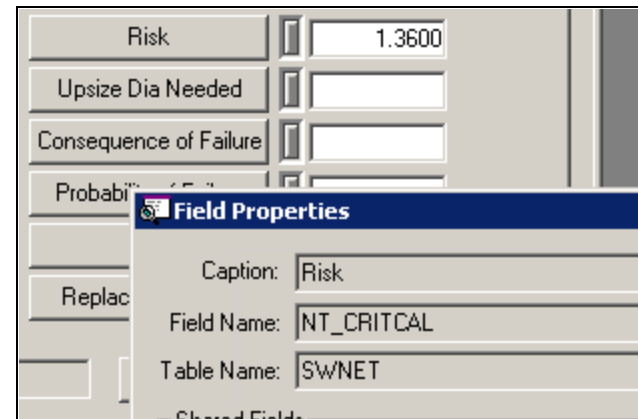 Risk 1.3600
Upsize Dia Needed
Consequence of Failure
Field Properties
Caption: Risk
Replac
Field Name: NT_CRITCAL
Table Name: SWNET